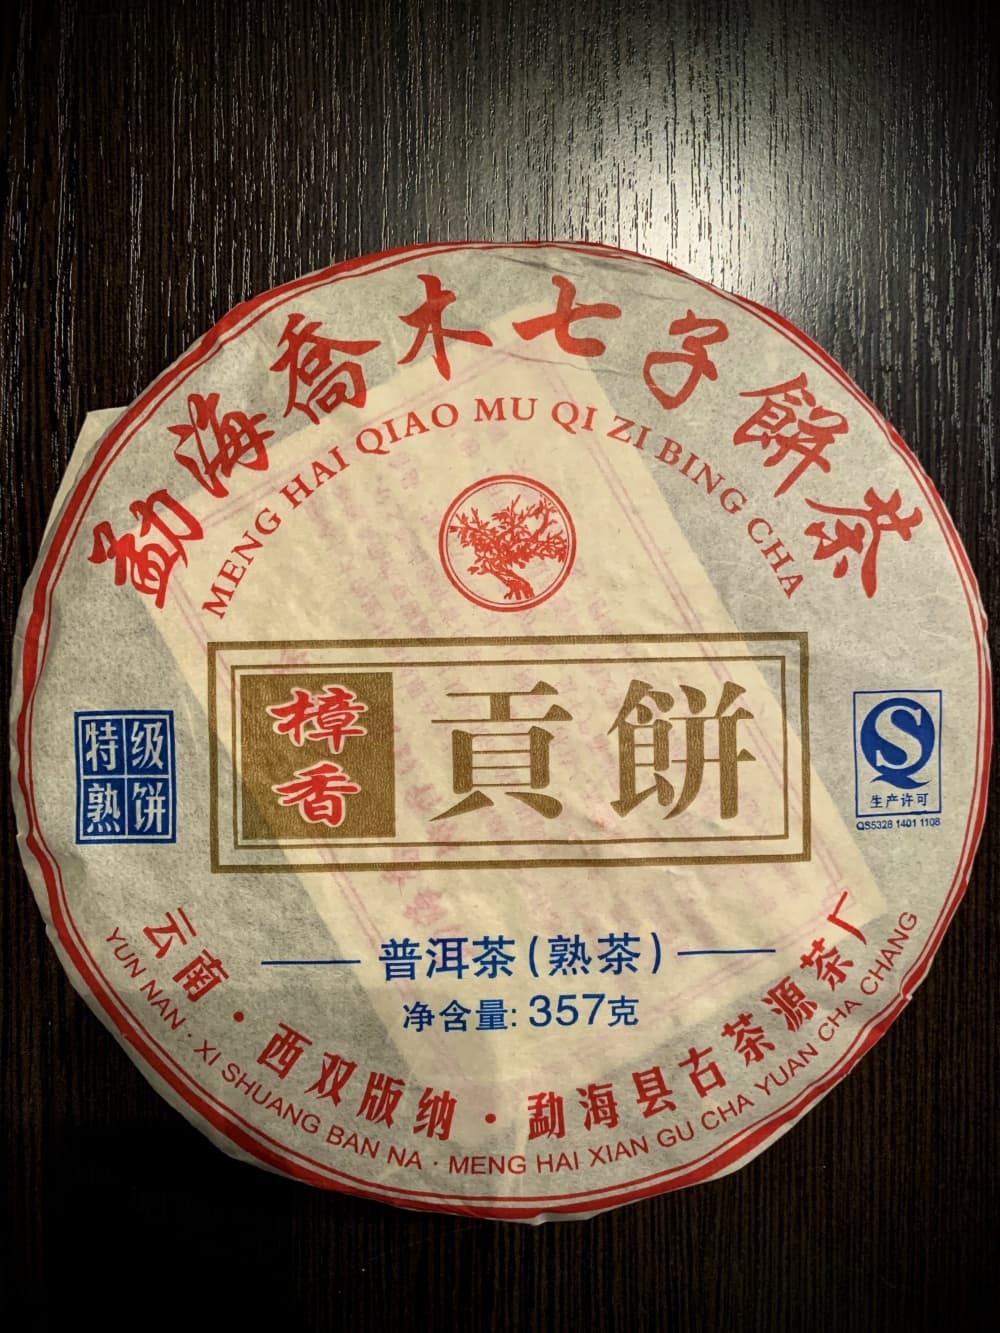 勐海喬木七子餅茶
MENG HAI QIAO MU QI ZI BING CHA
樟香
貢餅
特级
熟饼
S
生产许可
QS5328 1401 1108
普洱茶(熟茶)
净含量: 357克
云南·西双版纳·勐海县古茶源茶厂
YUN NAN · XI SHUANG BAN NA · MENG HAI XIAN GU CHA YUAN CHA CHANG